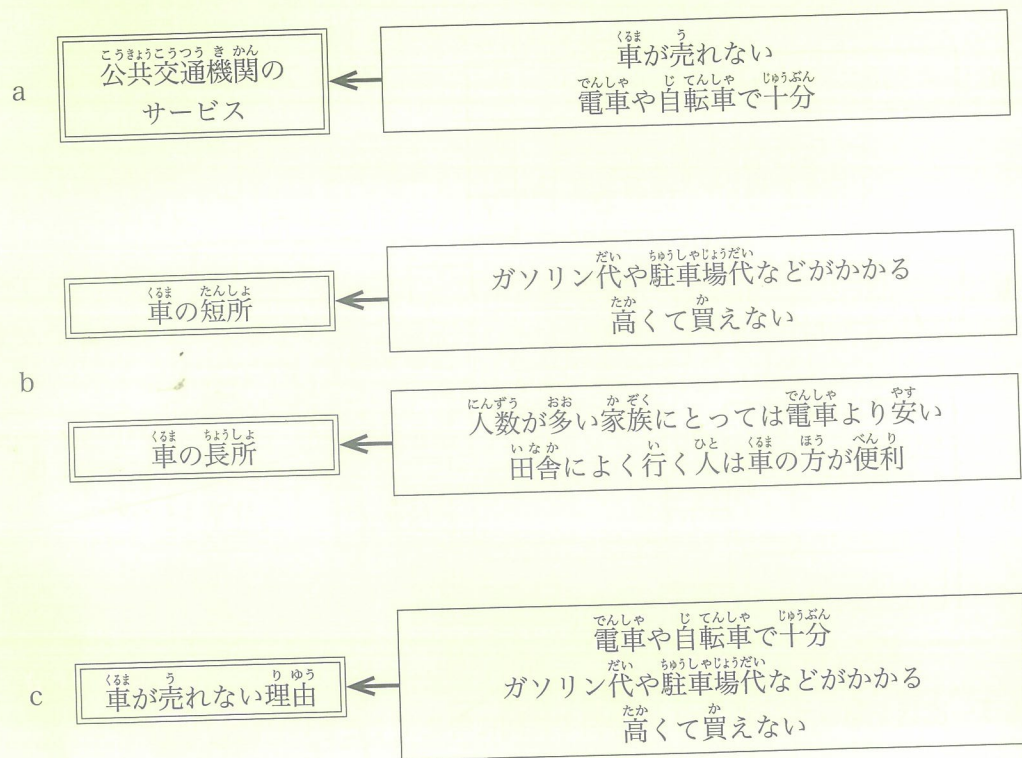 a
公共交通機関の
サービス
車が売れない
電車や自転車で十分
b
車の短所
ガソリン代や駐車場代などがかかる
高くて買えない
車の長所
人数が多い家族にとっては電車より安い
田舎によく行く人は車の方が便利
c
車が売れない理由
電車や自転車で十分
ガソリン代や駐車場代などがかかる
高くて買えない